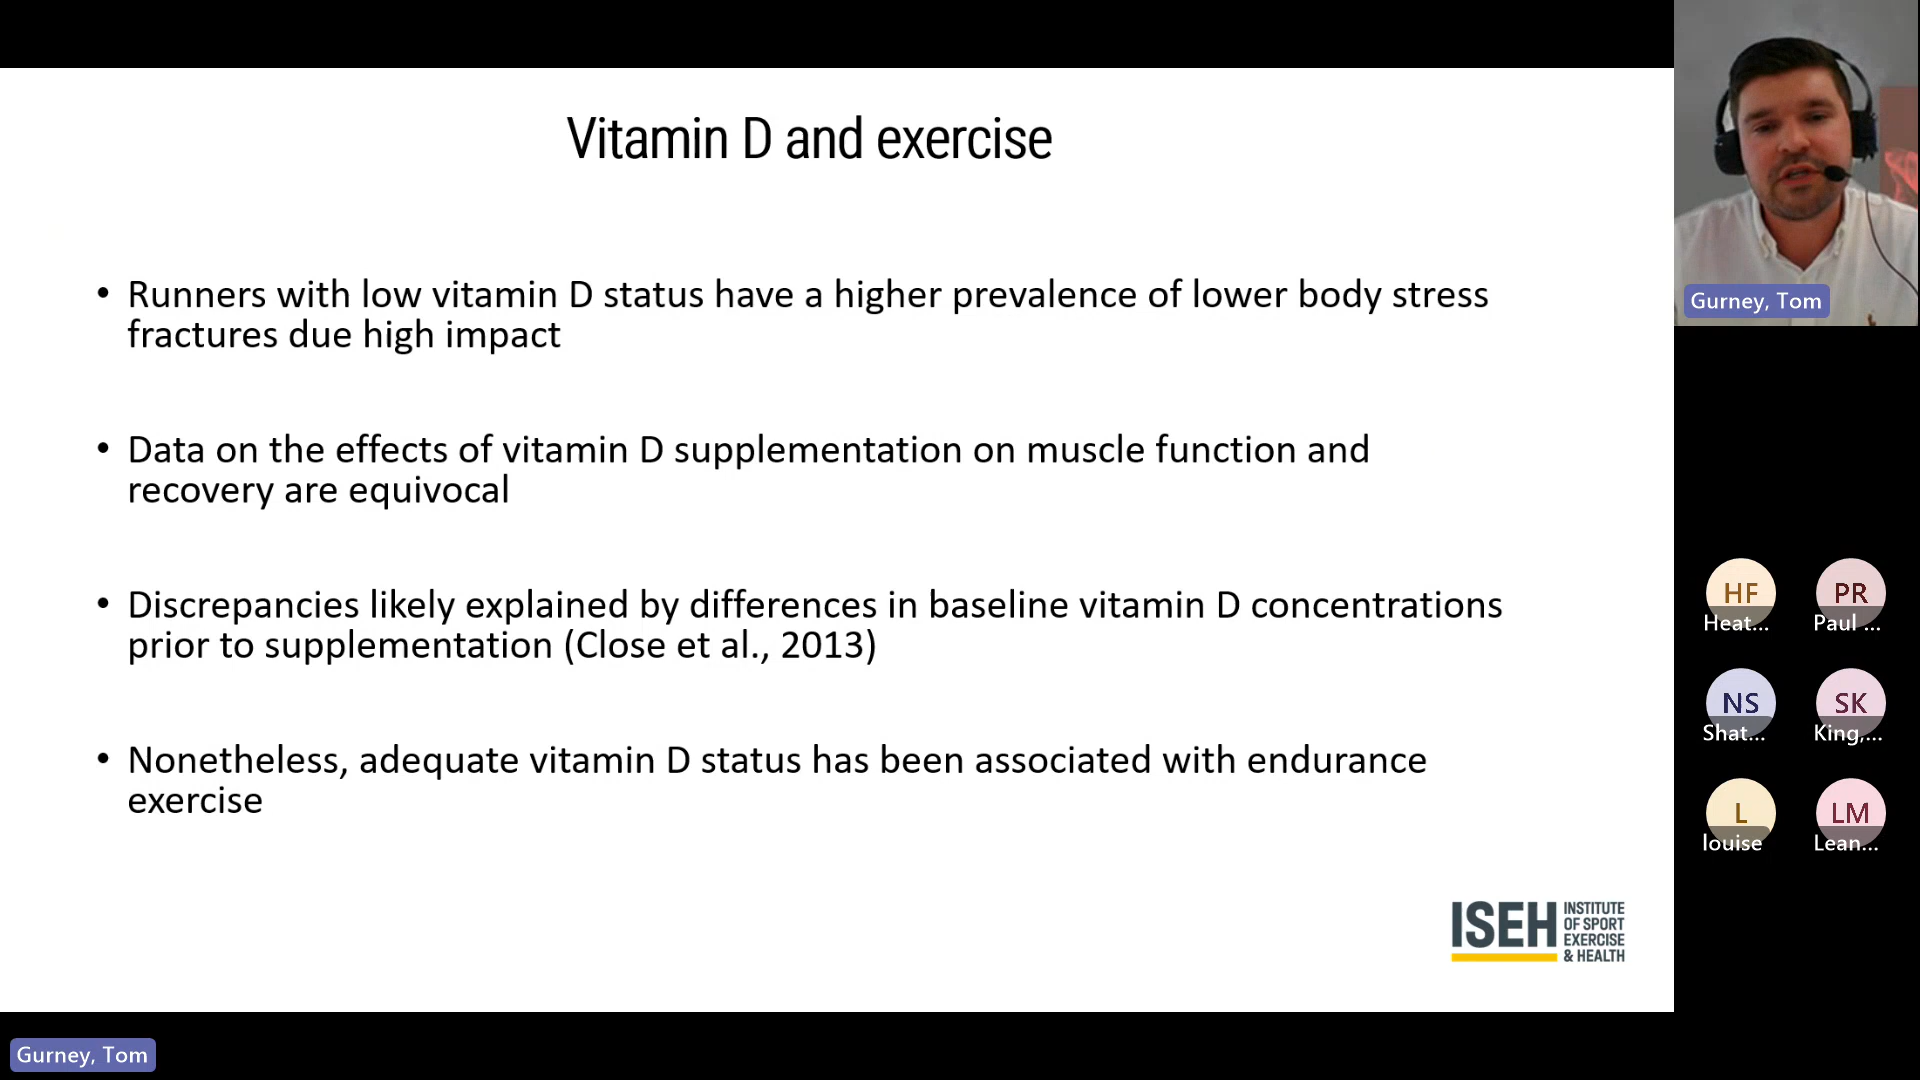 Vitamin D and exercise
• Runners with low vitamin D status have a higher prevalence of lower body stress
fractures due high impact
• Data on the effects of vitamin D supplementation on muscle function and
recovery are equivocal
• Discrepancies likely explained by differences in baseline vitamin D concentrations
prior to supplementation (Close et al., 2013)
• Nonetheless, adequate vitamin D status has been associated with endurance
exercise
ISEH
INSTITUTE
OF SPORT
EXERCISE
& HEALTH
Gurney, Tom
Gurney, Tom
HF
Heat...
PR
Paul ...
NS
Shat...
SK
King,...
L
louise
LM
Lean...